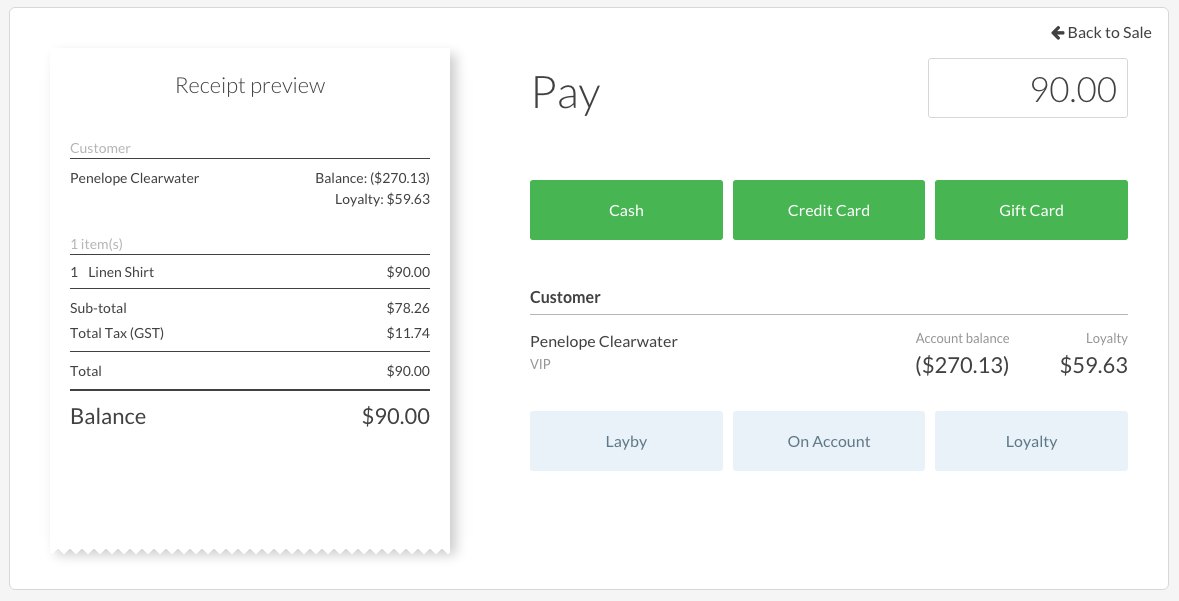 Back to Sale
Receipt preview
Customer
Penelope Clearwater Balance: ($270.13)
Loyalty: $59.63
1 item(s)
1 Linen Shirt $90.00
Sub-total $78.26
Total Tax (GST) $11.74
Total $90.00
Balance $90.00
Pay 90.00
Cash Credit Card Gift Card
Customer
Penelope Clearwater
VIP
Account balance Loyalty
($270.13) $59.63
Layby On Account Loyalty